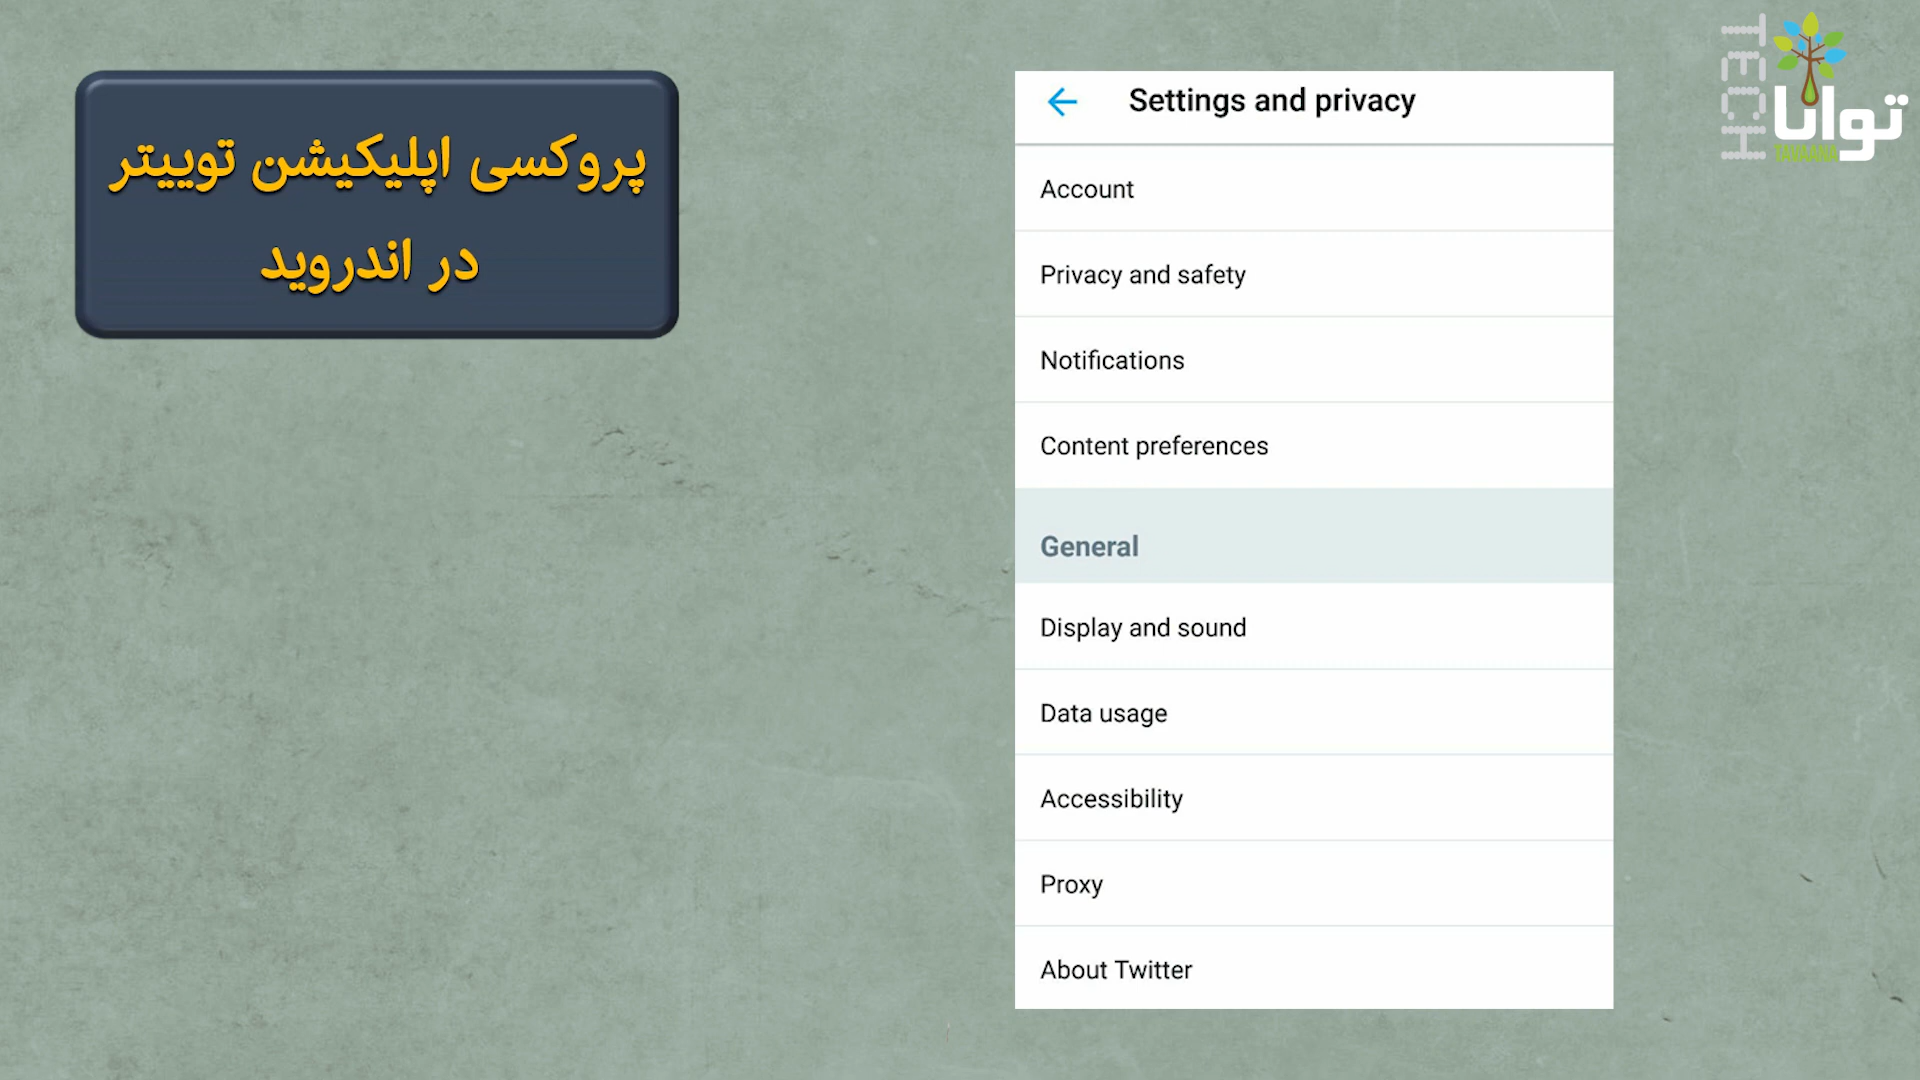 پروکسی اپلیکیشن توییتر
در اندروید
Settings and privacy
Account
Privacy and safety
Notifications
Content preferences
General
Display and sound
Data usage
Accessibility
Proxy
About Twitter
TECH
توانا
TAVAANA